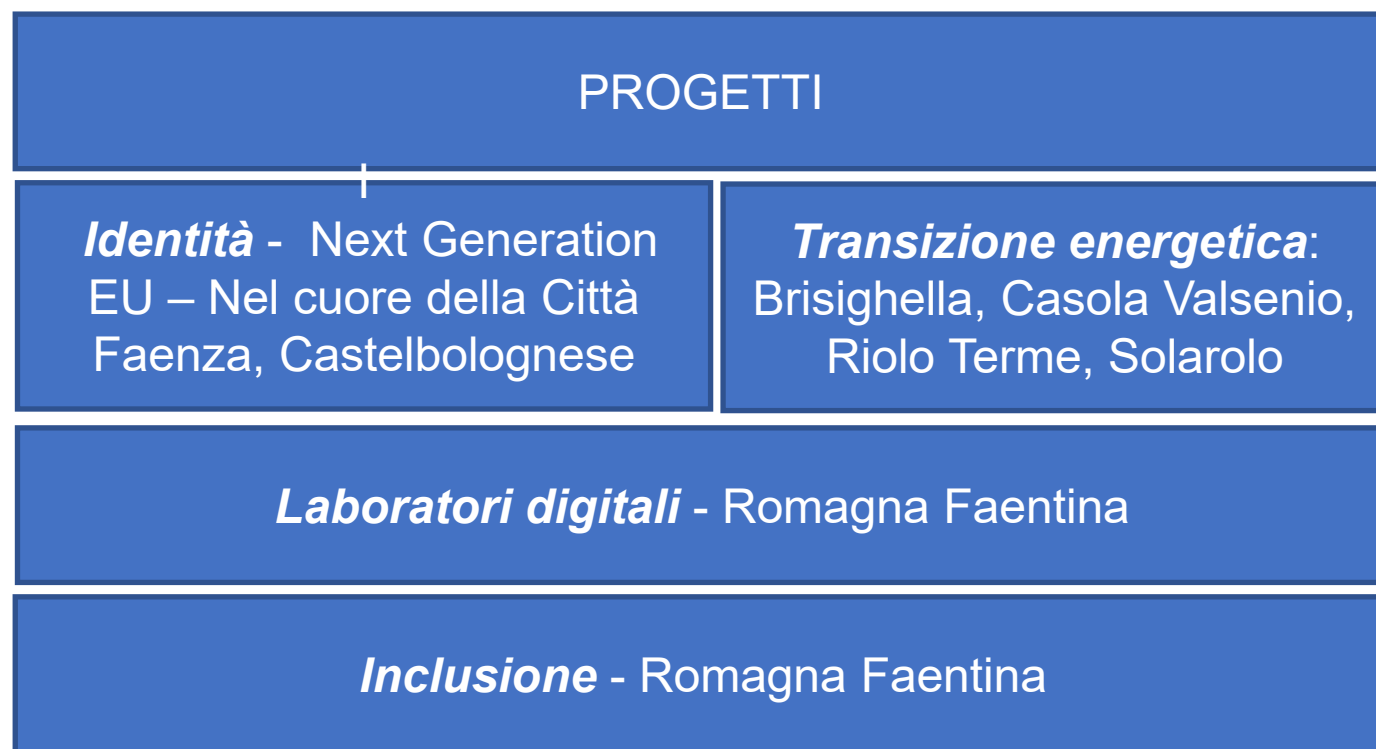 PROGETTI
Identità - Next Generation
EU – Nel cuore della Città
Faenza, Castelbolognese
Transizione energetica:
Brisighella, Casola Valsenio,
Riolo Terme, Solarolo
Laboratori digitali - Romagna Faentina
Inclusione - Romagna Faentina